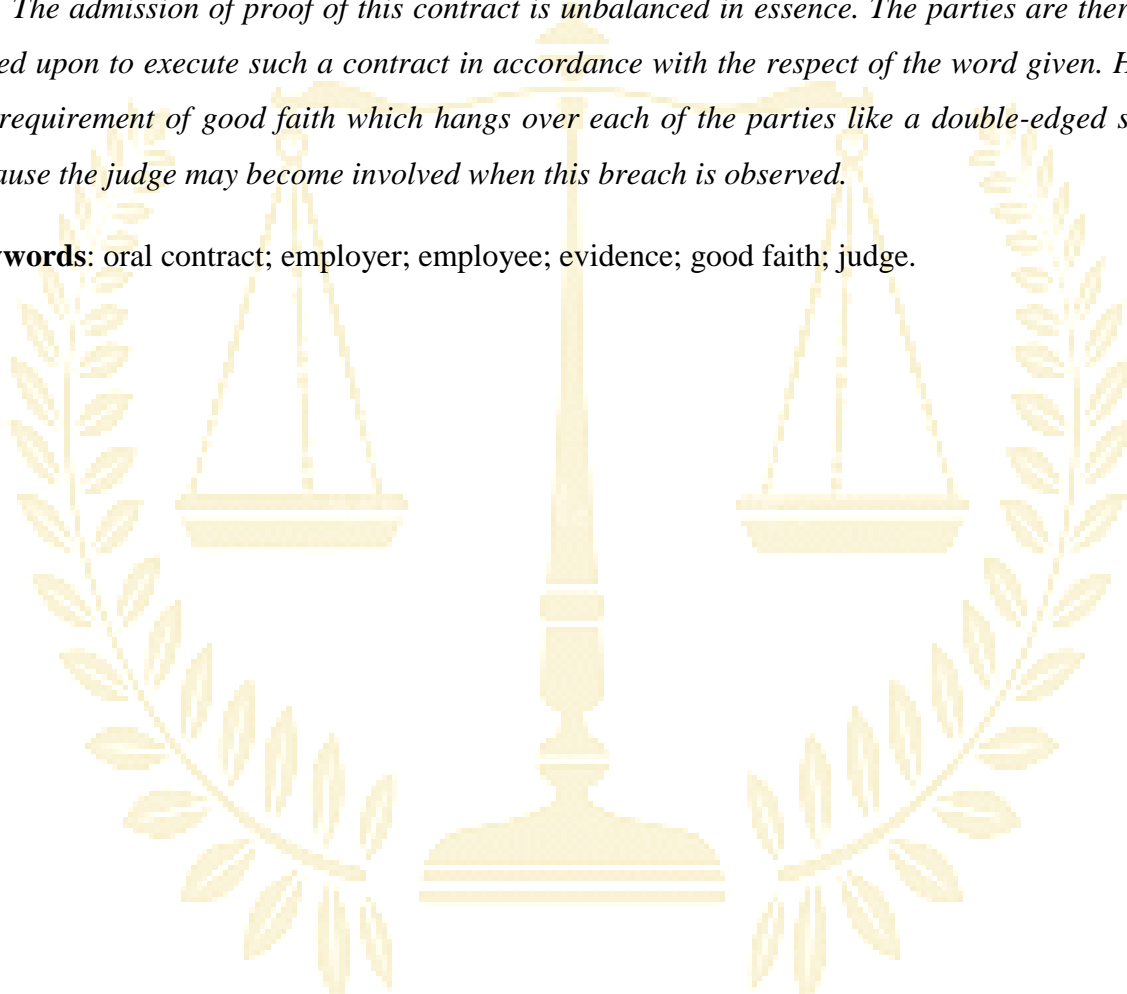 The admission of proof of this contract is unbalanced in essence. The parties are ther
ed upon to execute such a contract in accordance with the respect of the word given. H
requirement of good faith which hangs over each of the parties like a double-edged s
ause the judge may become involved when this breach is observed.
ywords: oral contract; employer; employee; evidence; good faith; judge.